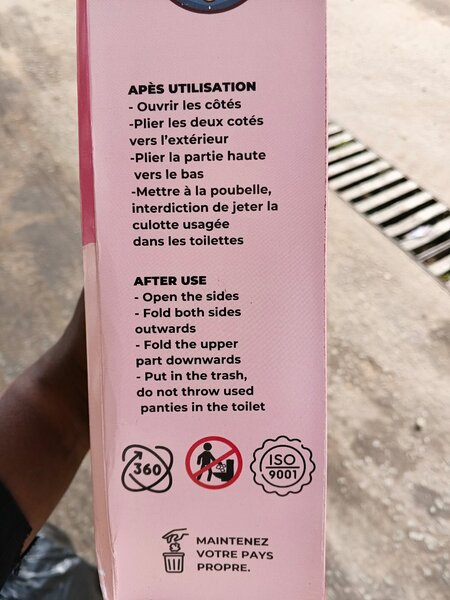 APÈS UTILISATION
- Ouvrir les côtés
-Plier les deux cotés
vers l'extérieur
-Plier la partie haute
vers le bas
-Mettre à la poubelle,
interdiction de jeter la
culotte usagée
dans les toilettes
AFTER USE
- Open the sides
- Fold both sides
outwards
- Fold the upper
part downwards
- Put in the trash,
do not throw used
panties in the toilet
360
ISO
9001
MAINTENEZ
VOTRE PAYS
PROPRE.